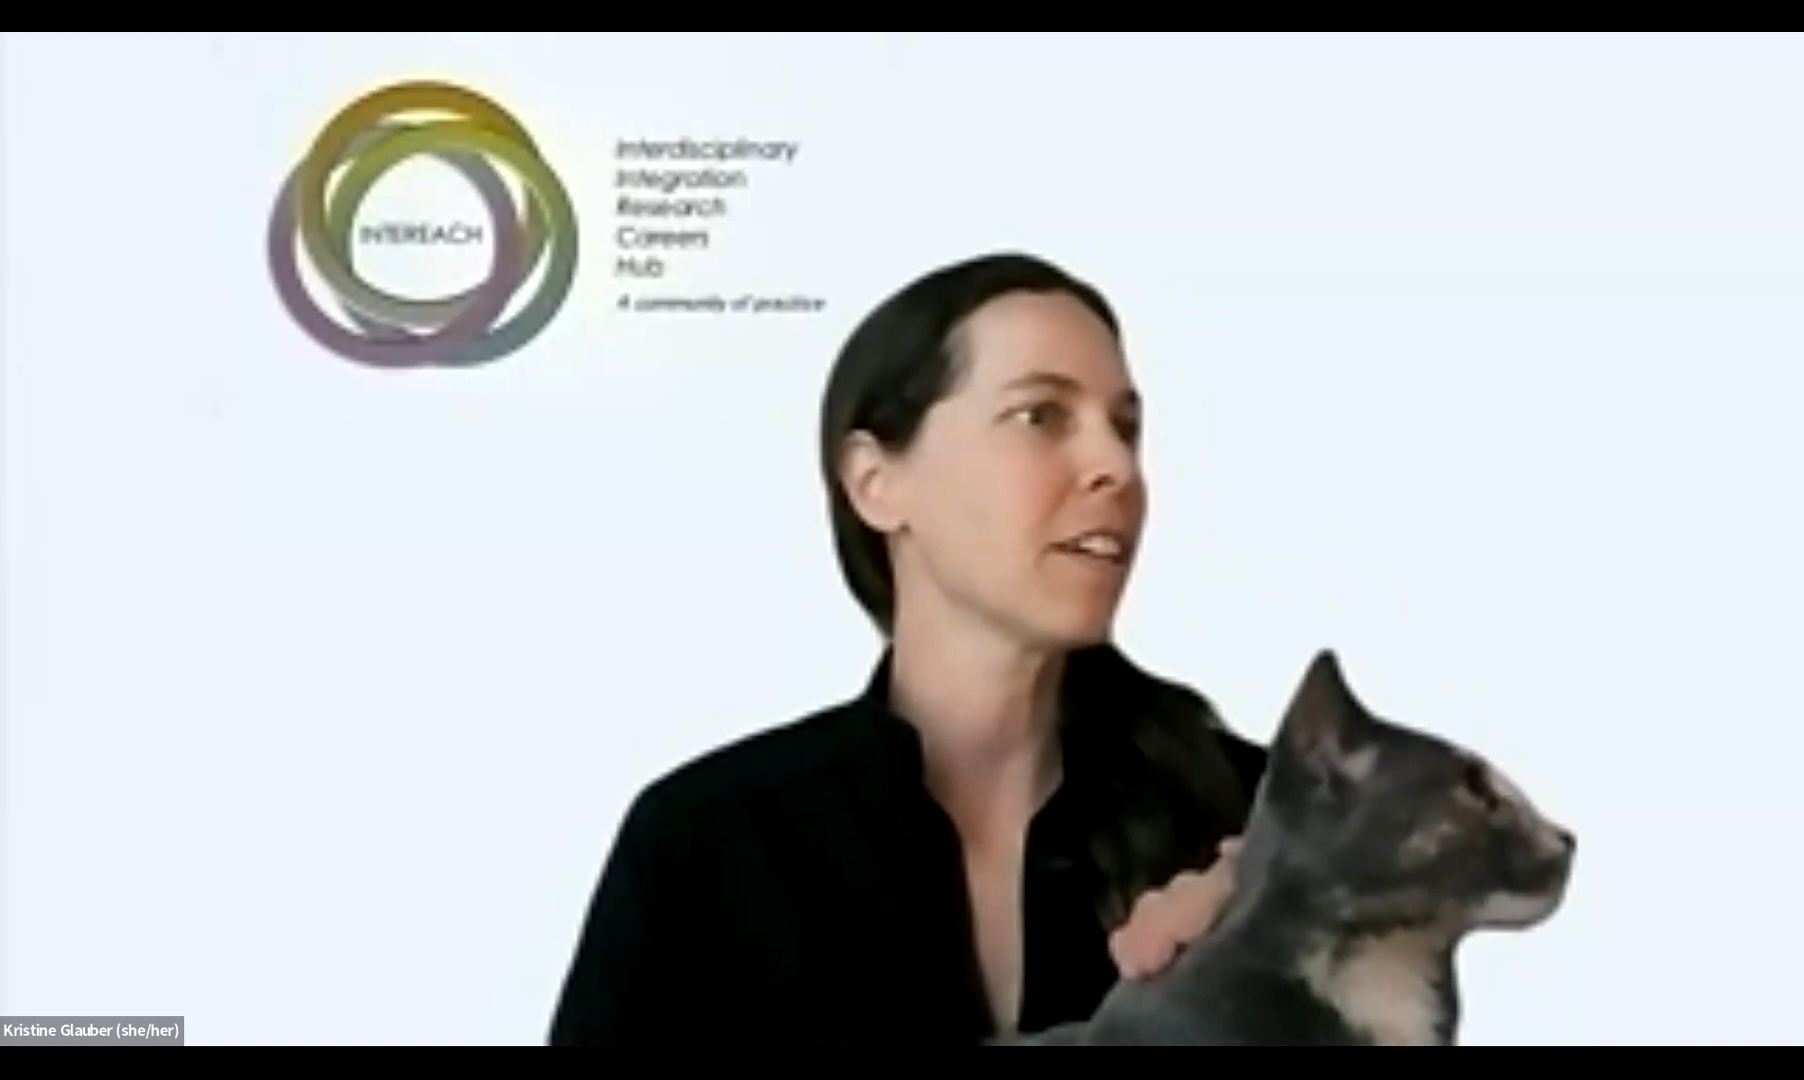 INTEREACH
Interdisciplinary
Integration
Research
Careers
Hub
A community of practice
Kristine Glauber (she/her)